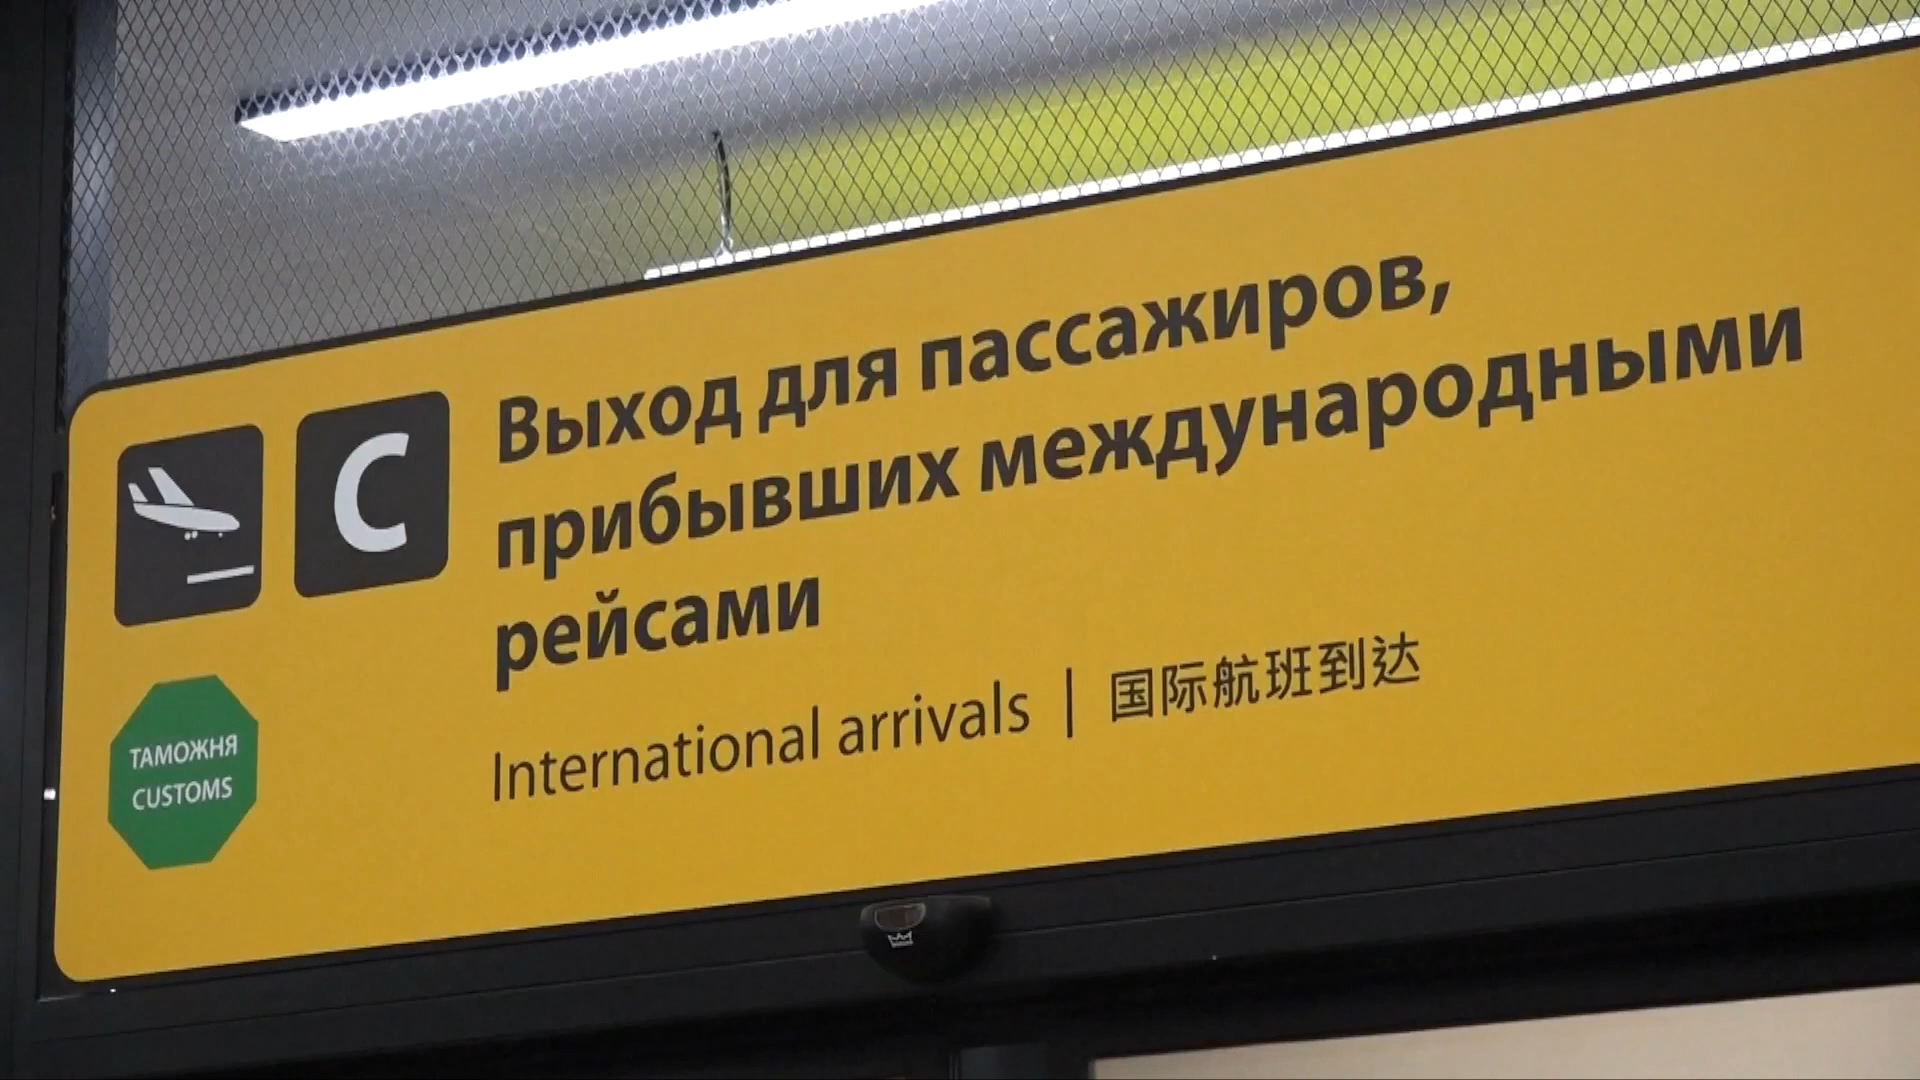 C
Выход для пассажиров,
прибывших международными
рейсами
International arrivals | 国际航班到达
ТАМОЖНЯ
CUSTOMS